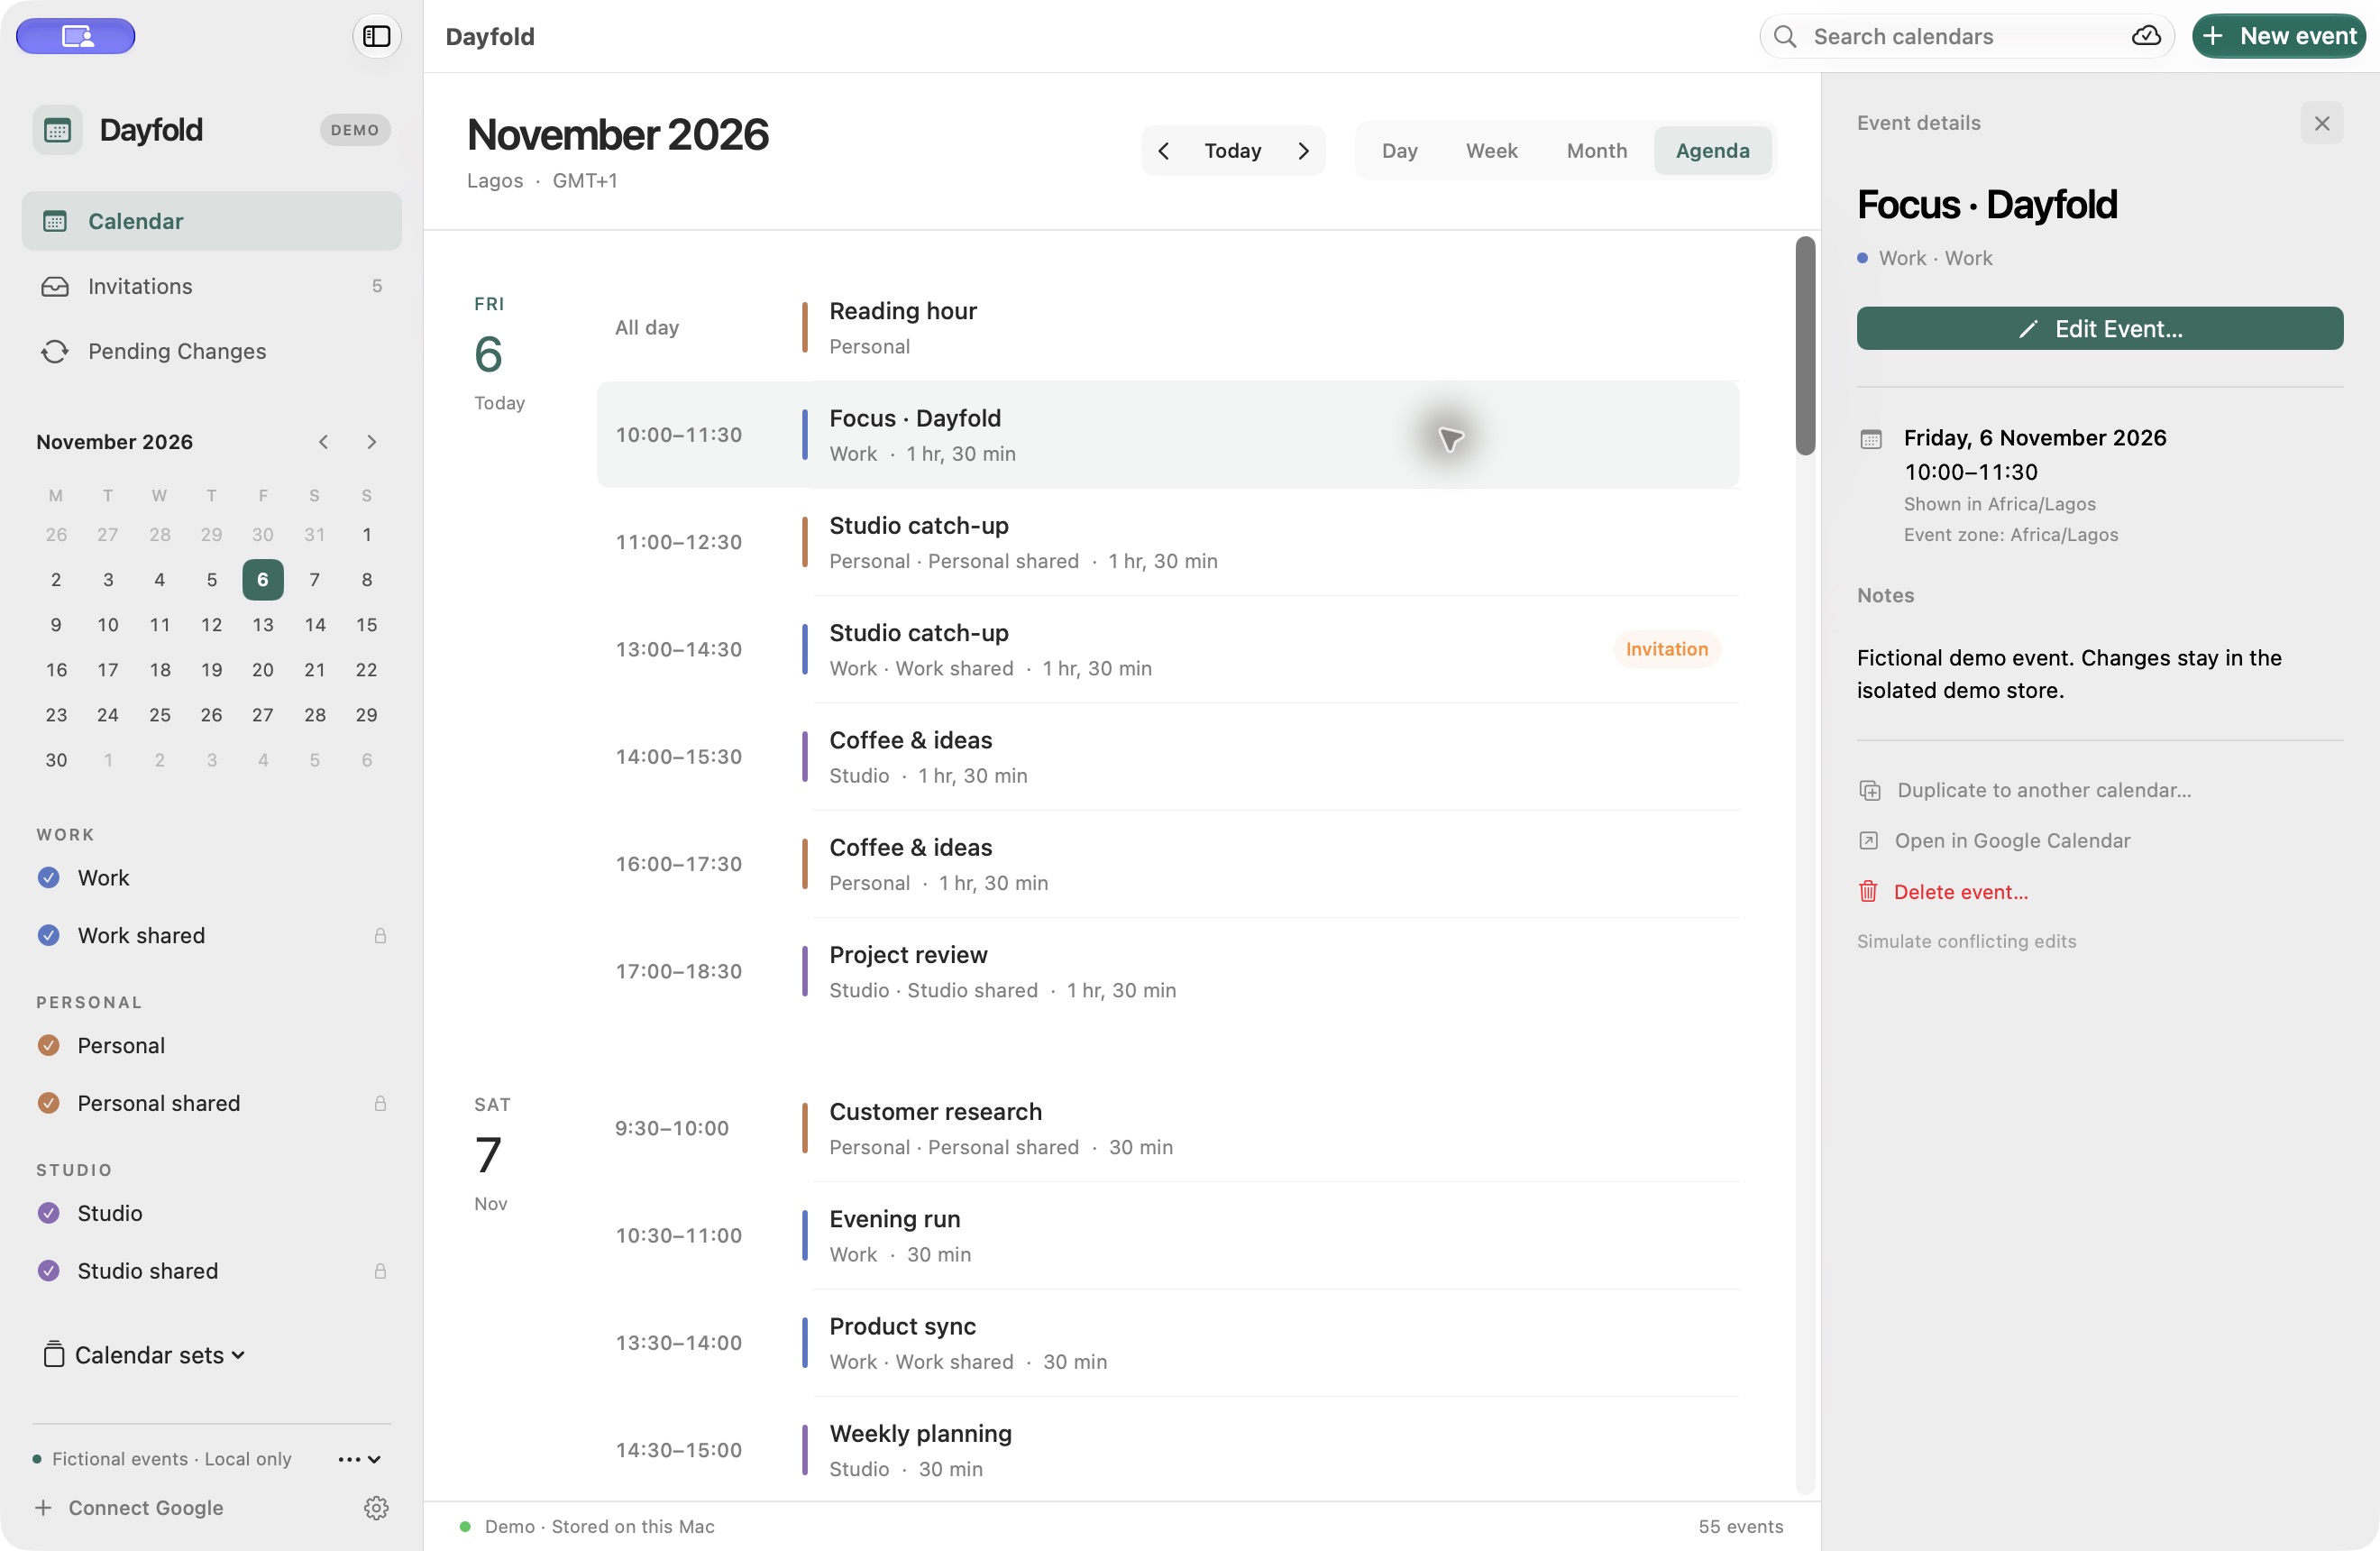 Dayfold
Search calendars
New event
Dayfold
DEMO
Calendar
Invitations 5
Pending Changes
November 2026
M T W T F S S
26 27 28 29 30 31 1
2 3 4 5 6 7 8
9 10 11 12 13 14 15
16 17 18 19 20 21 22
23 24 25 26 27 28 29
30 1 2 3 4 5 6
WORK
Work
Work shared
PERSONAL
Personal
Personal shared
STUDIO
Studio
Studio shared
Calendar sets
Fictional events · Local only
Connect Google
November 2026
Lagos · GMT+1
Today
Day Week Month Agenda
FRI
6
Today
All day
Reading hour
Personal
10:00–11:30
Focus · Dayfold
Work · 1 hr, 30 min
11:00–12:30
Studio catch-up
Personal · Personal shared · 1 hr, 30 min
13:00–14:30
Studio catch-up
Work · Work shared · 1 hr, 30 min
Invitation
14:00–15:30
Coffee & ideas
Studio · 1 hr, 30 min
16:00–17:30
Coffee & ideas
Personal · 1 hr, 30 min
17:00–18:30
Project review
Studio · Studio shared · 1 hr, 30 min
SAT
7
Nov
9:30–10:00
Customer research
Personal · Personal shared · 30 min
10:30–11:00
Evening run
Work · 30 min
13:30–14:00
Product sync
Work · Work shared · 30 min
14:30–15:00
Weekly planning
Studio · 30 min
Demo · Stored on this Mac
55 events
Event details
Focus · Dayfold
Work · Work
Edit Event...
Friday, 6 November 2026
10:00–11:30
Shown in Africa/Lagos
Event zone: Africa/Lagos
Notes
Fictional demo event. Changes stay in the
isolated demo store.
Duplicate to another calendar...
Open in Google Calendar
Delete event...
Simulate conflicting edits